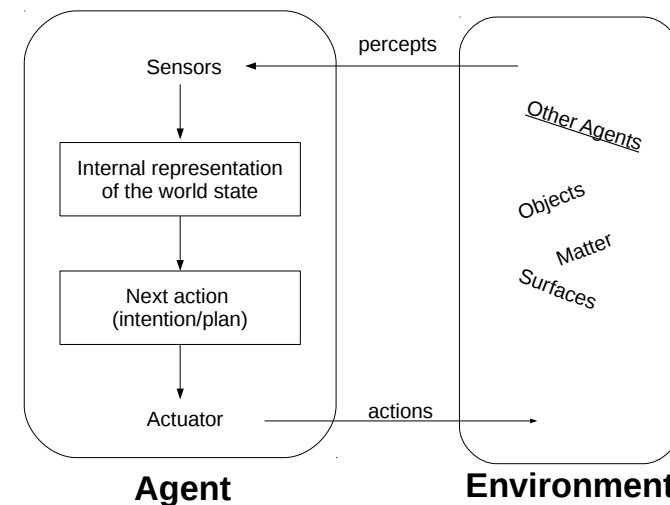 percepts
Sensors
Other Agents
Internal representation
of the world state
Objects
Matter
Surfaces
Next action
(intention/plan)
Actuator
actions
Agent
Environment